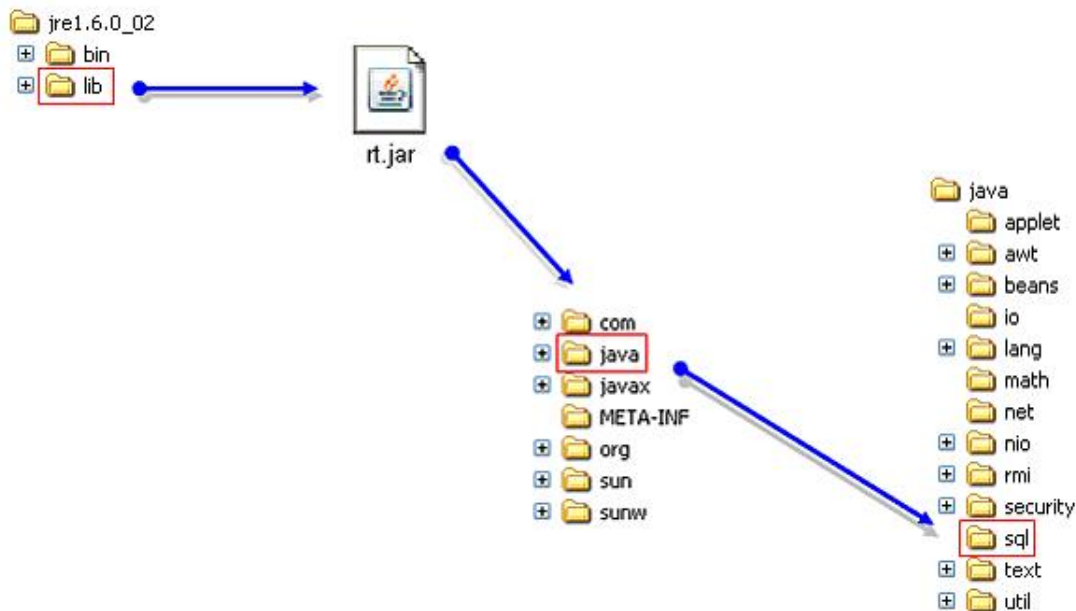 jre1.6.0_02
bin
lib
rt.jar
com
java
javax
META-INF
org
sun
sunw
java
applet
awt
beans
io
lang
math
net
nio
rmi
security
sql
text
util